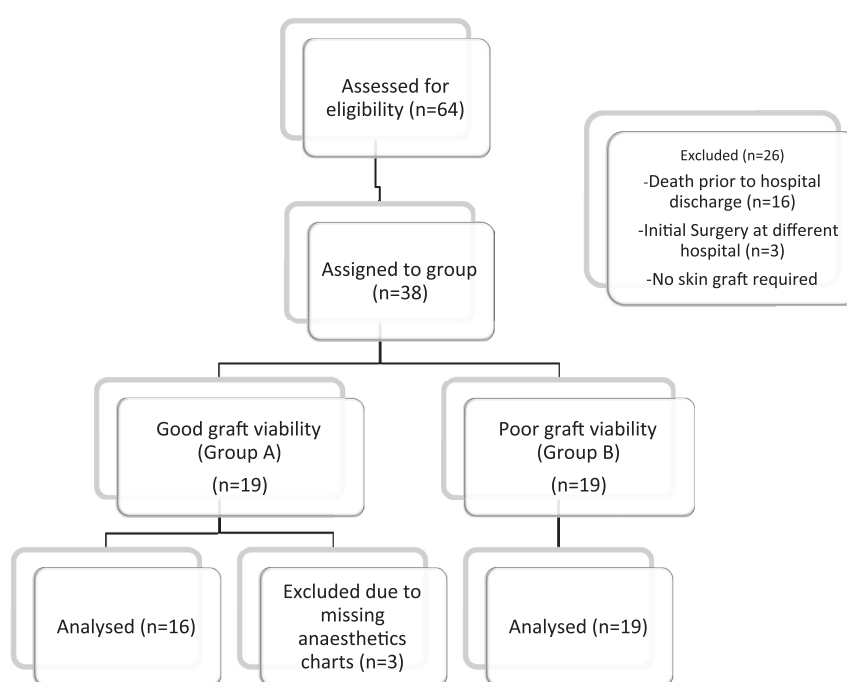 Assessed for
eligibility (n=64)
Excluded (n=26)
-Death prior to hospital
discharge (n=16)
-Initial Surgery at different
hospital (n=3)
-No skin graft required
Assigned to group
(n=38)
Good graft viability
(Group A)
(n=19)
Poor graft viability
(Group B)
(n=19)
Analysed (n=16)
Excluded due to
missing
anaesthetics
charts (n=3)
Analysed (n=19)